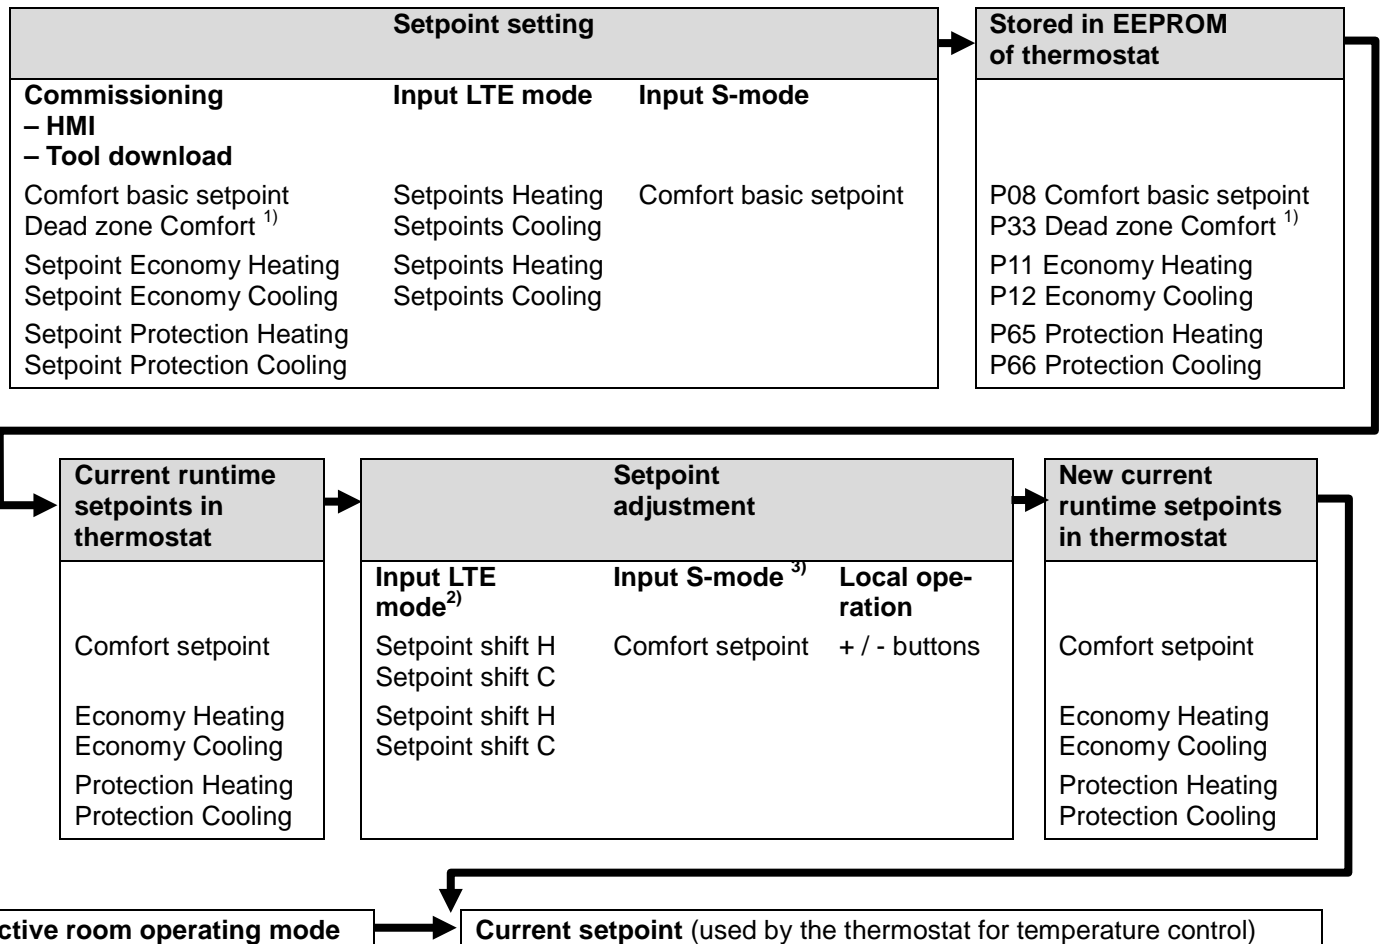 Setpoint setting
Stored in EEPROM
of thermostat
Commissioning
– HMI
– Tool download
Input LTE mode
Input S-mode
Comfort basic setpoint
Dead zone Comfort 1)
Setpoints Heating
Setpoints Cooling
Comfort basic setpoint
P08 Comfort basic setpoint
P33 Dead zone Comfort 1)
Setpoint Economy Heating
Setpoint Economy Cooling
Setpoints Heating
Setpoints Cooling
P11 Economy Heating
P12 Economy Cooling
Setpoint Protection Heating
Setpoint Protection Cooling
P65 Protection Heating
P66 Protection Cooling
Current runtime
setpoints in
thermostat
Setpoint
adjustment
New current
runtime setpoints
in thermostat
Input LTE
mode2)
Input S-mode 3)
Local ope-
ration
Comfort setpoint
Setpoint shift H
Setpoint shift C
Comfort setpoint
+ / - buttons
Comfort setpoint
Economy Heating
Economy Cooling
Setpoint shift H
Setpoint shift C
Economy Heating
Economy Cooling
Protection Heating
Protection Cooling
Protection Heating
Protection Cooling
ctive room operating mode
Current setpoint (used by the thermostat for temperature control)